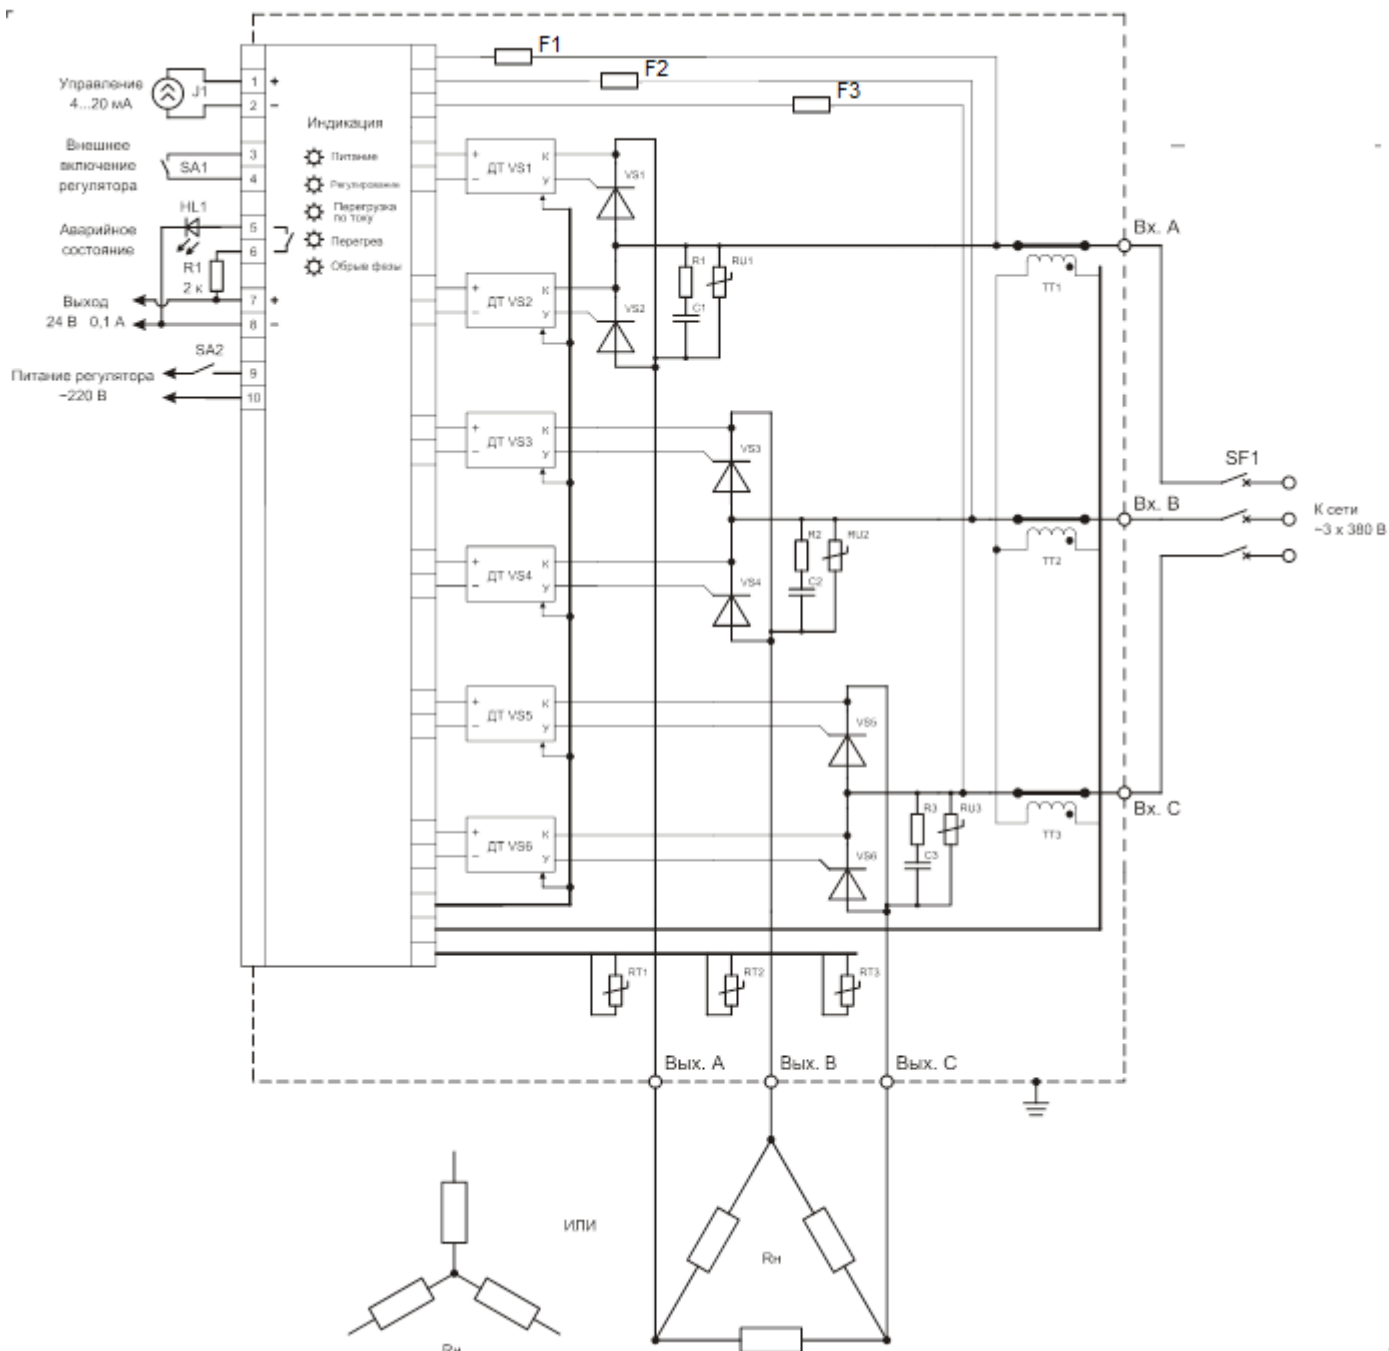 F1
F2
F3
Управление
4...20 мА
J1
1 +
2 −
Индикация
Питание
Регулирование
Перегрузка
по току
Перегрев
Обрыв фазы
Внешнее
включение
регулятора
SA1
3
4
HL1
Аварийное
состояние
5
6
R1
2 к
Выход
24 В 0,1 А
7 +
8 −
SA2
Питание регулятора
~220 В
9
10
+ К
− У
ДТ VS1
VS1
+ К
− У
ДТ VS2
VS2
R1
RU1
C1
Вх. А
ТТ1
+ К
− У
ДТ VS3
VS3
SF1
Вх. В
К сети
~3 х 380 В
R2
RU2
C2
ТТ2
+ К
− У
ДТ VS4
VS4
+ К
− У
ДТ VS5
VS5
R3
RU3
C3
Вх. С
ТТ3
+ К
− У
ДТ VS6
VS6
RT1
RT2
RT3
Вых. А
Вых. В
Вых. С
или
Rн
Rн